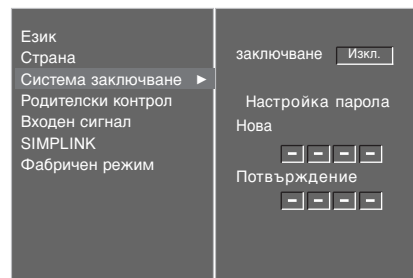 Език
Страна
Система заключване ►
Родителски контрол
Входен сигнал
SIMPLINK
Фабричен режим
заключване Изкл.
Настройка парола
Нова
– – – –
Потвърждение
– – – –